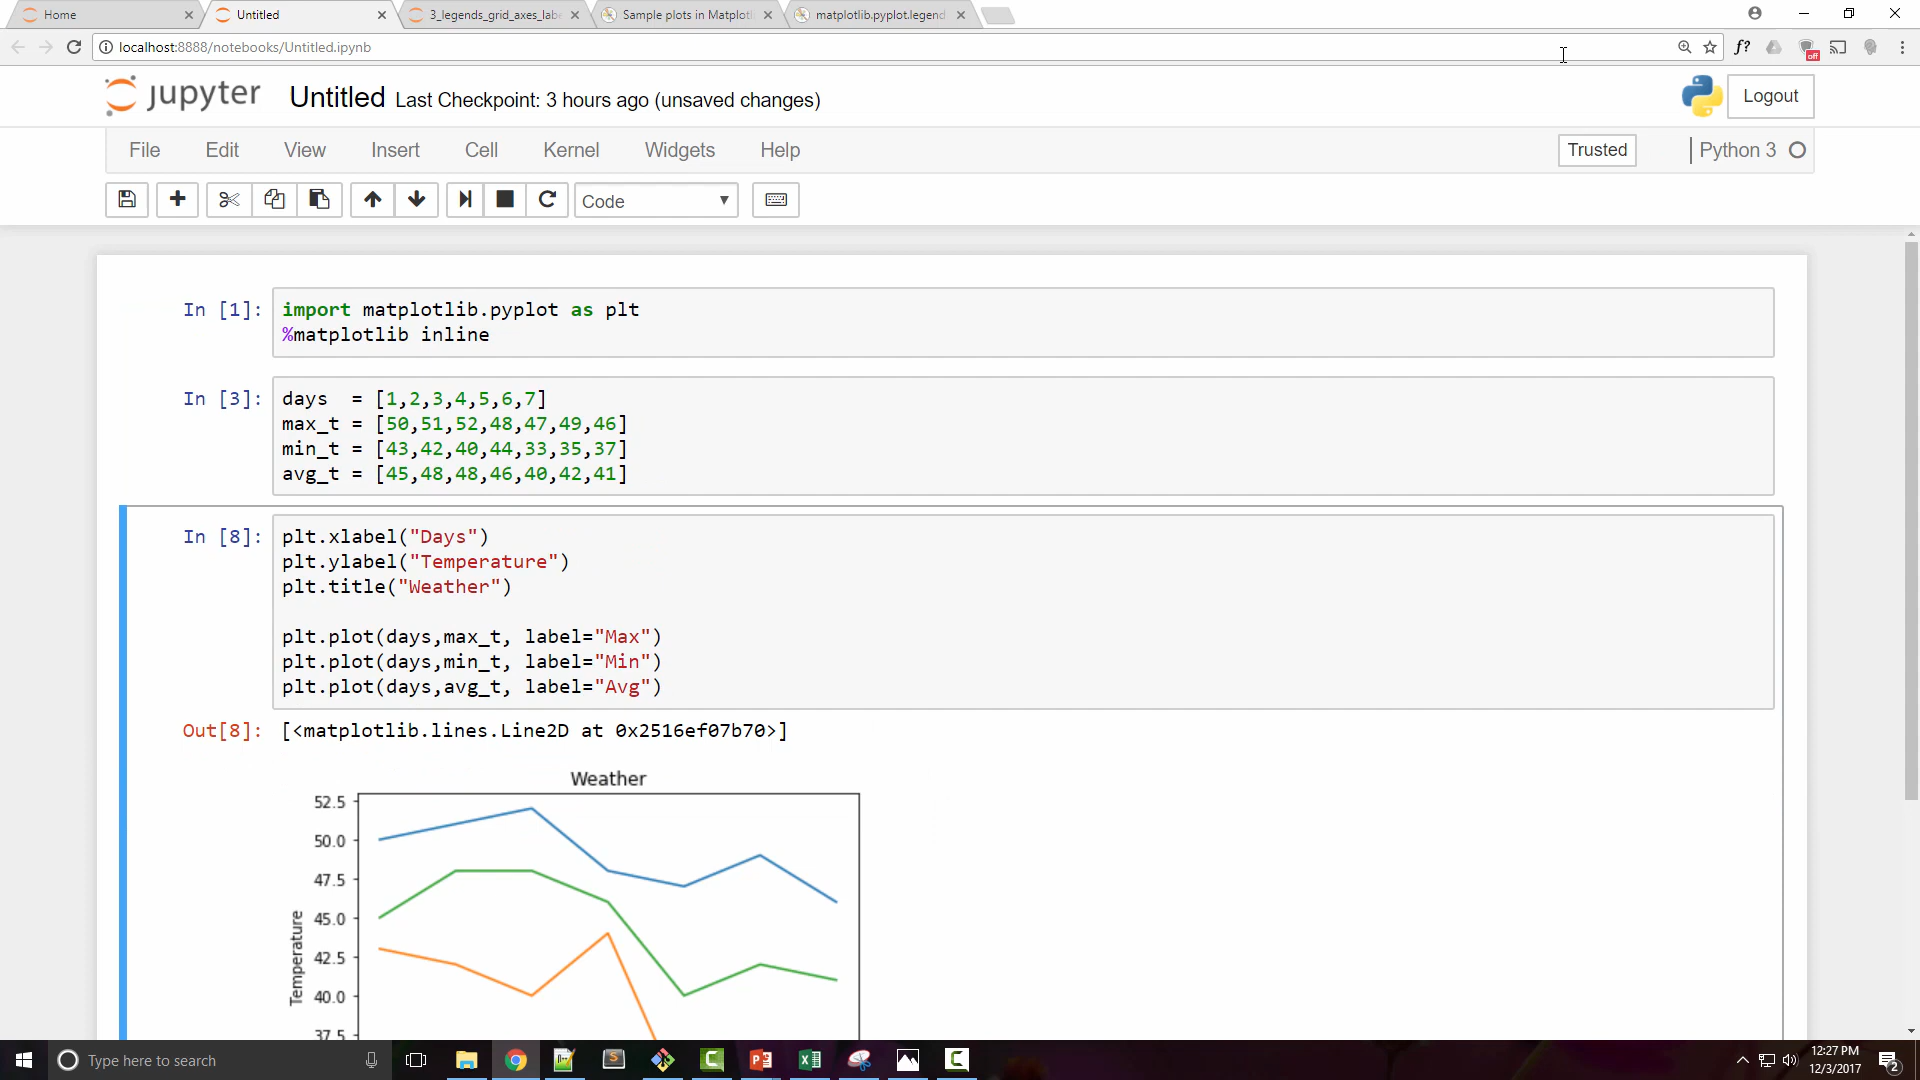 Home
Untitled
3_legends_grid_axes_labe
Sample plots in Matplotl
matplotlib.pyplot.legend
localhost:8888/notebooks/Untitled.ipynb
f?
off
jupyter Untitled Last Checkpoint: 3 hours ago (unsaved changes)
Logout
File Edit View Insert Cell Kernel Widgets Help
Trusted
Python 3
Code
In [1]:
import matplotlib.pyplot as plt
%matplotlib inline
In [3]:
days  = [1,2,3,4,5,6,7]
max_t = [50,51,52,48,47,49,46]
min_t = [43,42,40,44,33,35,37]
avg_t = [45,48,48,46,40,42,41]
In [8]:
plt.xlabel("Days")
plt.ylabel("Temperature")
plt.title("Weather")
plt.plot(days,max_t, label="Max")
plt.plot(days,min_t, label="Min")
plt.plot(days,avg_t, label="Avg")
Out[8]: [<matplotlib.lines.Line2D at 0x2516ef07b70>]
Weather
52.5
50.0
47.5
45.0
42.5
40.0
37.5
Temperature
Type here to search
12:27 PM
12/3/2017
2